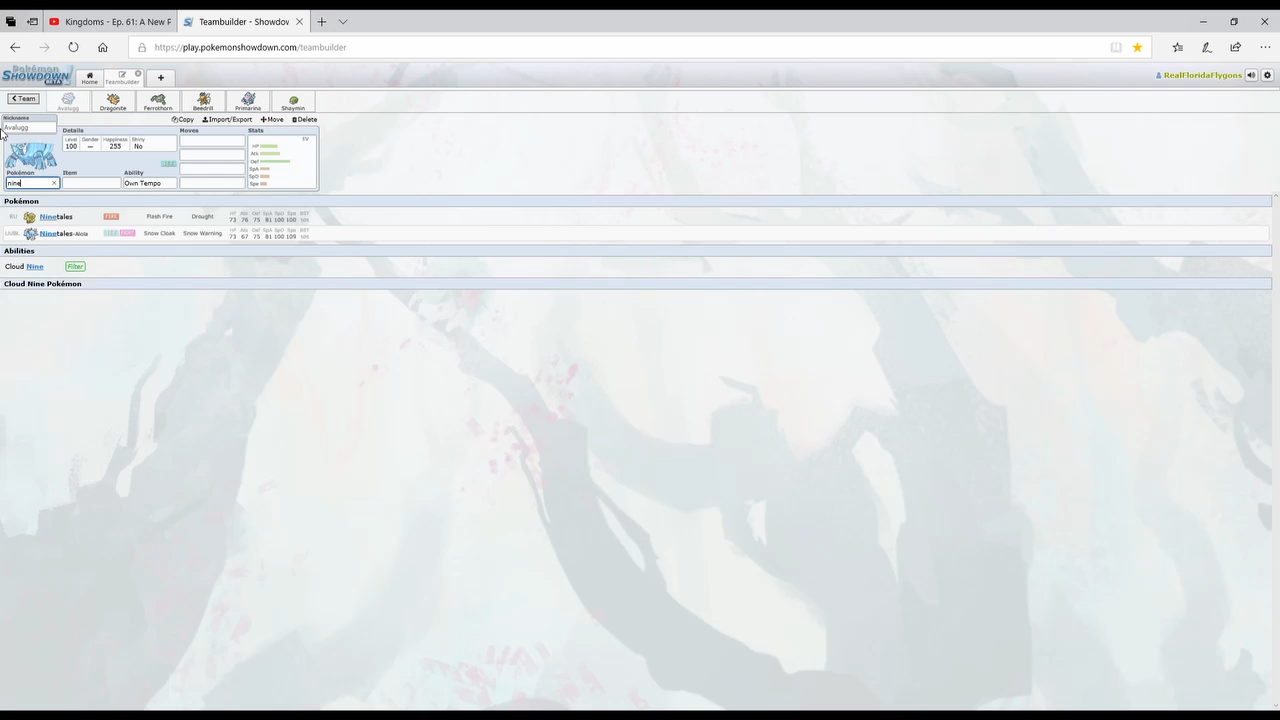 Kingdoms - Ep. 61: A New F
Teambuilder - Showdov
https://play.pokemonshowdown.com/teambuilder
Pokémon
SHOWDOWN
BETA
Home
Teambuilder
RealFloridaFlygons
Team
Avalugg
Dragonite
Ferrothorn
Beedrill
Primarina
Shaymin
Copy
Import/Export
Move
Delete
Nickname
Avalugg
Details
Moves
Stats
Level
Gender
Happiness
Shiny
EV
100
—
255
No
HP
Atk
Def
SpA
SpD
Spe
ICE
Pokémon
Item
Ability
nine
Own Tempo
Pokémon
RU Ninetales FIRE Flash Fire Drought
HP Atk Def SpA SpD Spe BST
73 76 75 81 100 100 505
UUBL Ninetales-Alola ICE FAIRY Snow Cloak Snow Warning
HP Atk Def SpA SpD Spe BST
73 67 75 81 100 109 505
Abilities
Cloud Nine Filter
Cloud Nine Pokémon